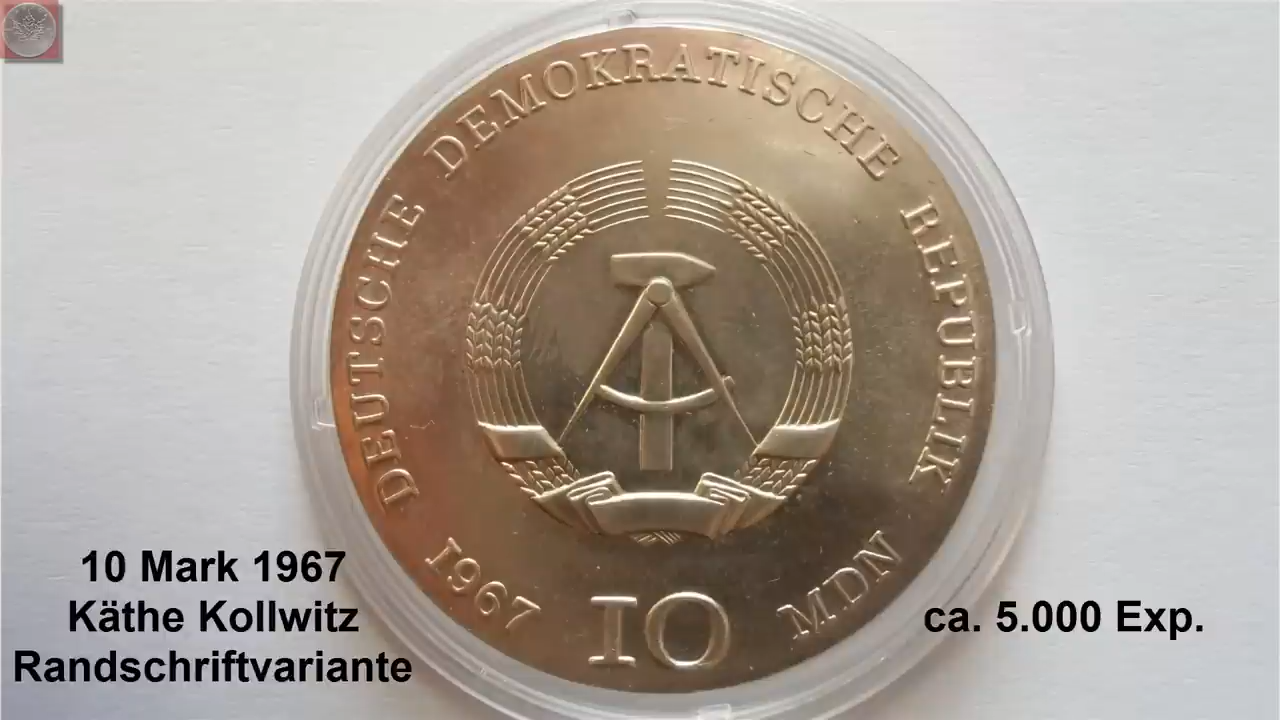 DEUTSCHE DEMOKRATISCHE REPUBLIK
1967 10 MDN
10 Mark 1967
Käthe Kollwitz
Randschriftvariante
ca. 5.000 Exp.